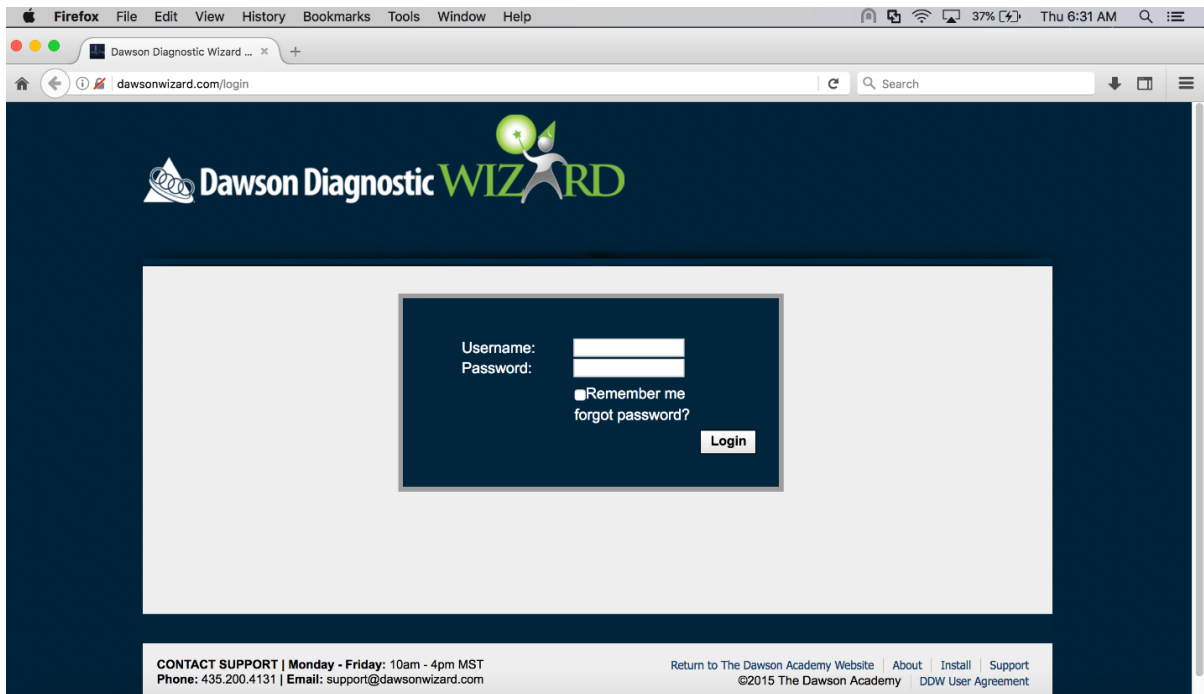 Firefox File Edit View History Bookmarks Tools Window Help 37% Thu 6:31 AM
Dawson Diagnostic Wizard ...
dawsonwizard.com/login Search
Dawson Diagnostic WIZARD
Username:
Password:
Remember me
forgot password?
Login
CONTACT SUPPORT | Monday - Friday: 10am - 4pm MST
Phone: 435.200.4131 | Email: support@dawsonwizard.com
Return to The Dawson Academy Website | About | Install | Support
©2015 The Dawson Academy | DDW User Agreement